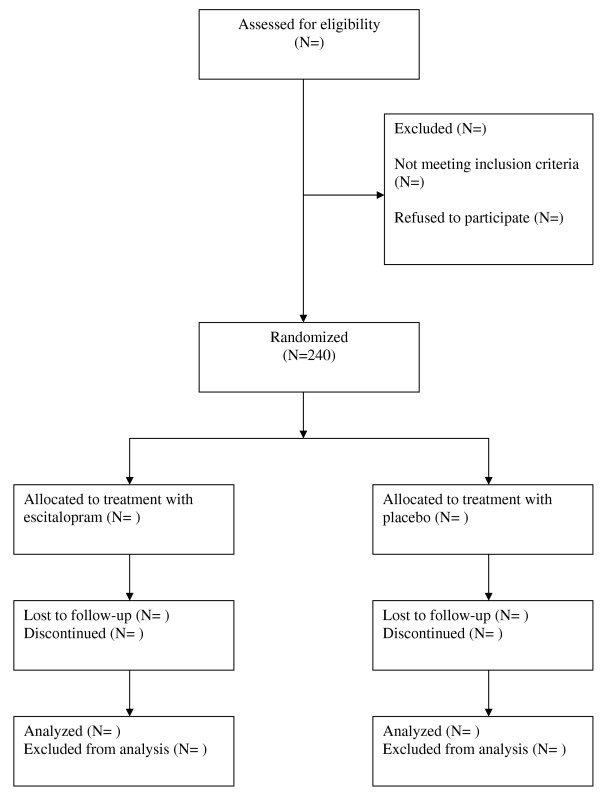 Assessed for eligibility
(N=)
Excluded (N=)
Not meeting inclusion criteria
(N=)
Refused to participate (N=)
Randomized
(N=240)
Allocated to treatment with
escitalopram (N= )
Allocated to treatment with
placebo (N= )
Lost to follow-up (N= )
Discontinued (N= )
Lost to follow-up (N= )
Discontinued (N= )
Analyzed (N= )
Excluded from analysis (N= )
Analyzed (N= )
Excluded from analysis (N= )